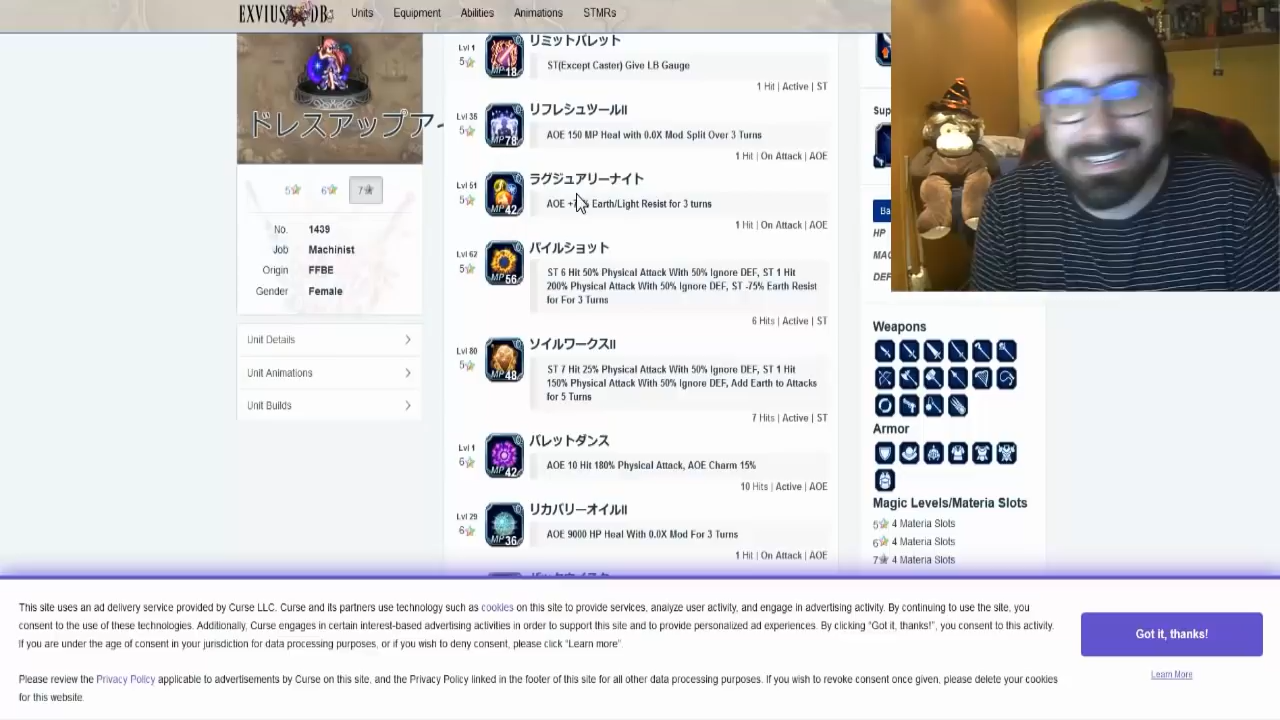 EXVIUS DB
Units
Equipment
Abilities
Animations
STMRs
5
6
7
No. 1439
Job Machinist
Origin FFBE
Gender Female
Unit Details
Unit Animations
Unit Builds
Lvl 1
5
MP 18
リミットバレット
ST(Except Caster) Give LB Gauge
1 Hit | Active | ST
Lvl 35
5
MP 78
リフレシュツールII
AOE 150 MP Heal with 0.0X Mod Split Over 3 Turns
1 Hit | On Attack | AOE
Lvl 51
5
MP 42
ラグジュアリーナイト
AOE Earth/Light Resist for 3 turns
1 Hit | On Attack | AOE
Lvl 62
5
MP 56
パイルショット
ST 6 Hit 50% Physical Attack With 50% Ignore DEF, ST 1 Hit
200% Physical Attack With 50% Ignore DEF, ST -75% Earth Resist
for For 3 Turns
6 Hits | Active | ST
Lvl 80
5
MP 48
ソイルワークスII
ST 7 Hit 25% Physical Attack With 50% Ignore DEF, ST 1 Hit
150% Physical Attack With 50% Ignore DEF, Add Earth to Attacks
for 5 Turns
7 Hits | Active | ST
Lvl 1
6
MP 42
バレットダンス
AOE 10 Hit 180% Physical Attack, AOE Charm 15%
10 Hits | Active | AOE
Lvl 29
6
MP 36
リカバリーオイルII
AOE 9000 HP Heal With 0.0X Mod For 3 Turns
1 Hit | On Attack | AOE
Sup
Ba
HP
MAG
DEF
Weapons
Armor
Magic Levels/Materia Slots
5 4 Materia Slots
6 4 Materia Slots
7 4 Materia Slots
This site uses an ad delivery service provided by Curse LLC. Curse and its partners use technology such as cookies on this site to provide services, analyze user activity, and engage in advertising activity. By continuing to use the site, you
consent to the use of these technologies. Additionally, Curse engages in certain interest-based advertising activities in order to support this site and to provide personalized ad experiences. By clicking “Got it, thanks!”, you consent to this activity.
If you are under the age of consent in your jurisdiction for data processing purposes, or if you wish to deny consent, please click “Learn more”.
Please review the Privacy Policy applicable to advertisements by Curse on this site, and the Privacy Policy linked in the footer of this site for all other data processing purposes. If you wish to revoke consent once given, please delete your cookies
for this website.
Got it, thanks!
Learn More